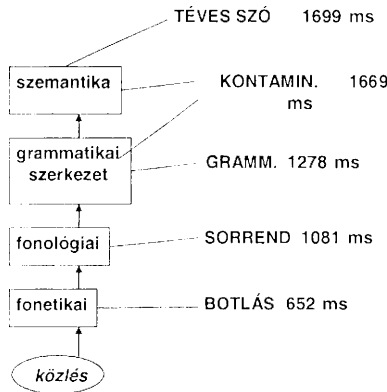 TÉVES SZÓ 1699 ms
szemantika
KONTAMIN. 1669
ms
grammatikai
szerkezet
GRAMM. 1278 ms
fonológiai
SORREND 1081 ms
fonetikai
BOTLÁS 652 ms
közlés